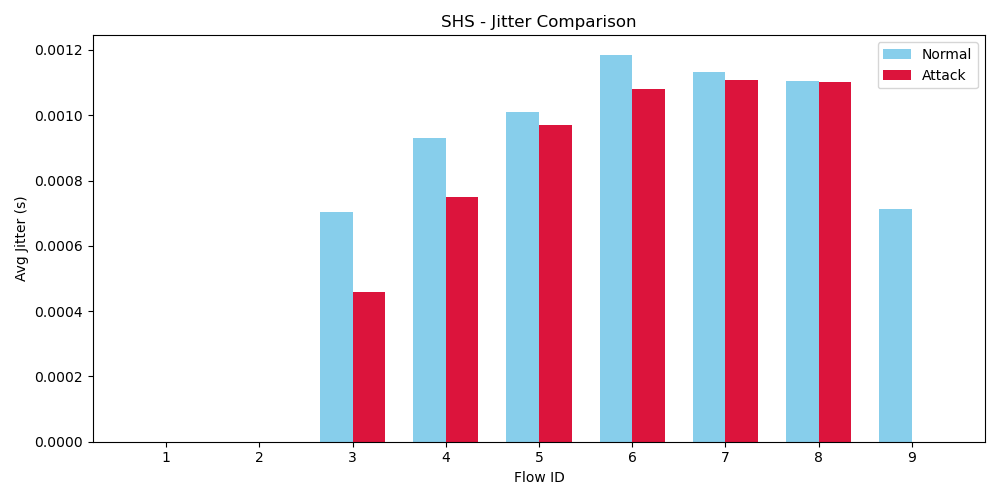 SHS - Jitter Comparison
Normal
Attack
Avg Jitter (s)
0.0012
0.0010
0.0008
0.0006
0.0004
0.0002
0.0000
1 2 3 4 5 6 7 8 9
Flow ID